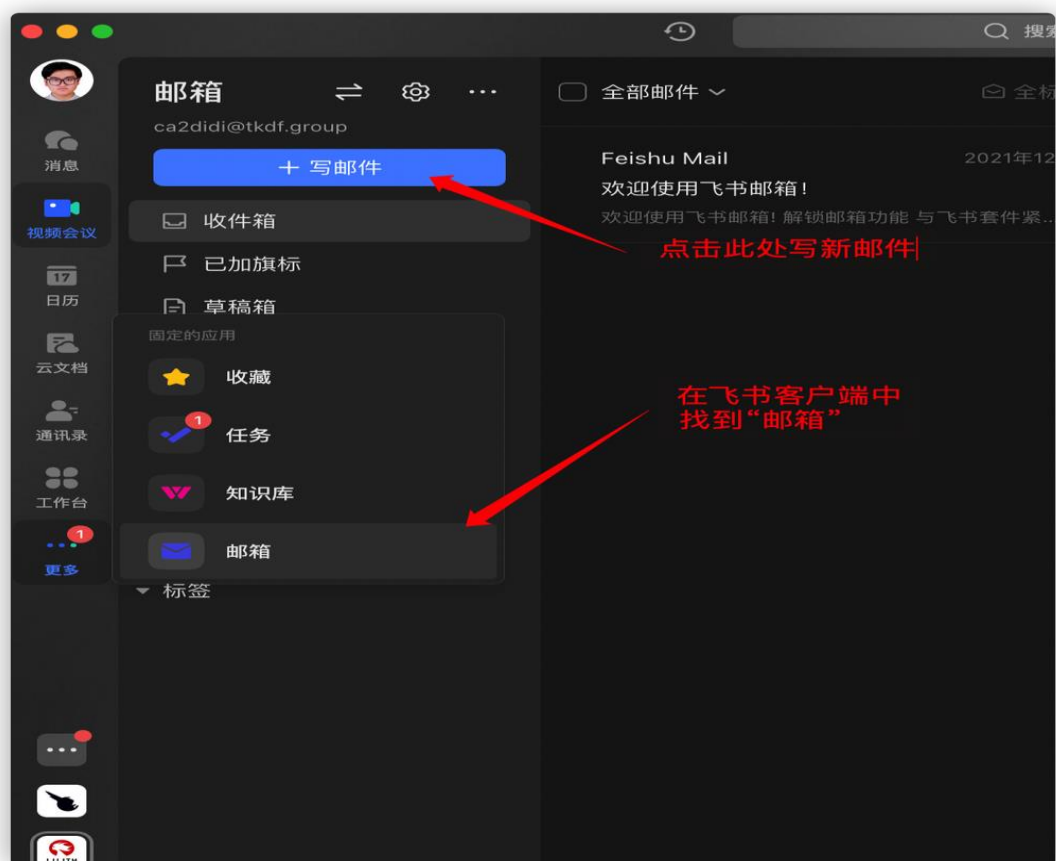 搜索
邮箱
ca2didi@tkdf.group
+ 写邮件
收件箱
已加旗标
草稿箱
固定的应用
收藏
1
任务
知识库
邮箱
标签
消息
视频会议
17
日历
云文档
通讯录
工作台
1
更多
全部邮件
全标
Feishu Mail
2021年12
欢迎使用飞书邮箱!
欢迎使用飞书邮箱! 解锁邮箱功能 与飞书套件紧...
点击此处写新邮件
在飞书客户端中
找到“邮箱”